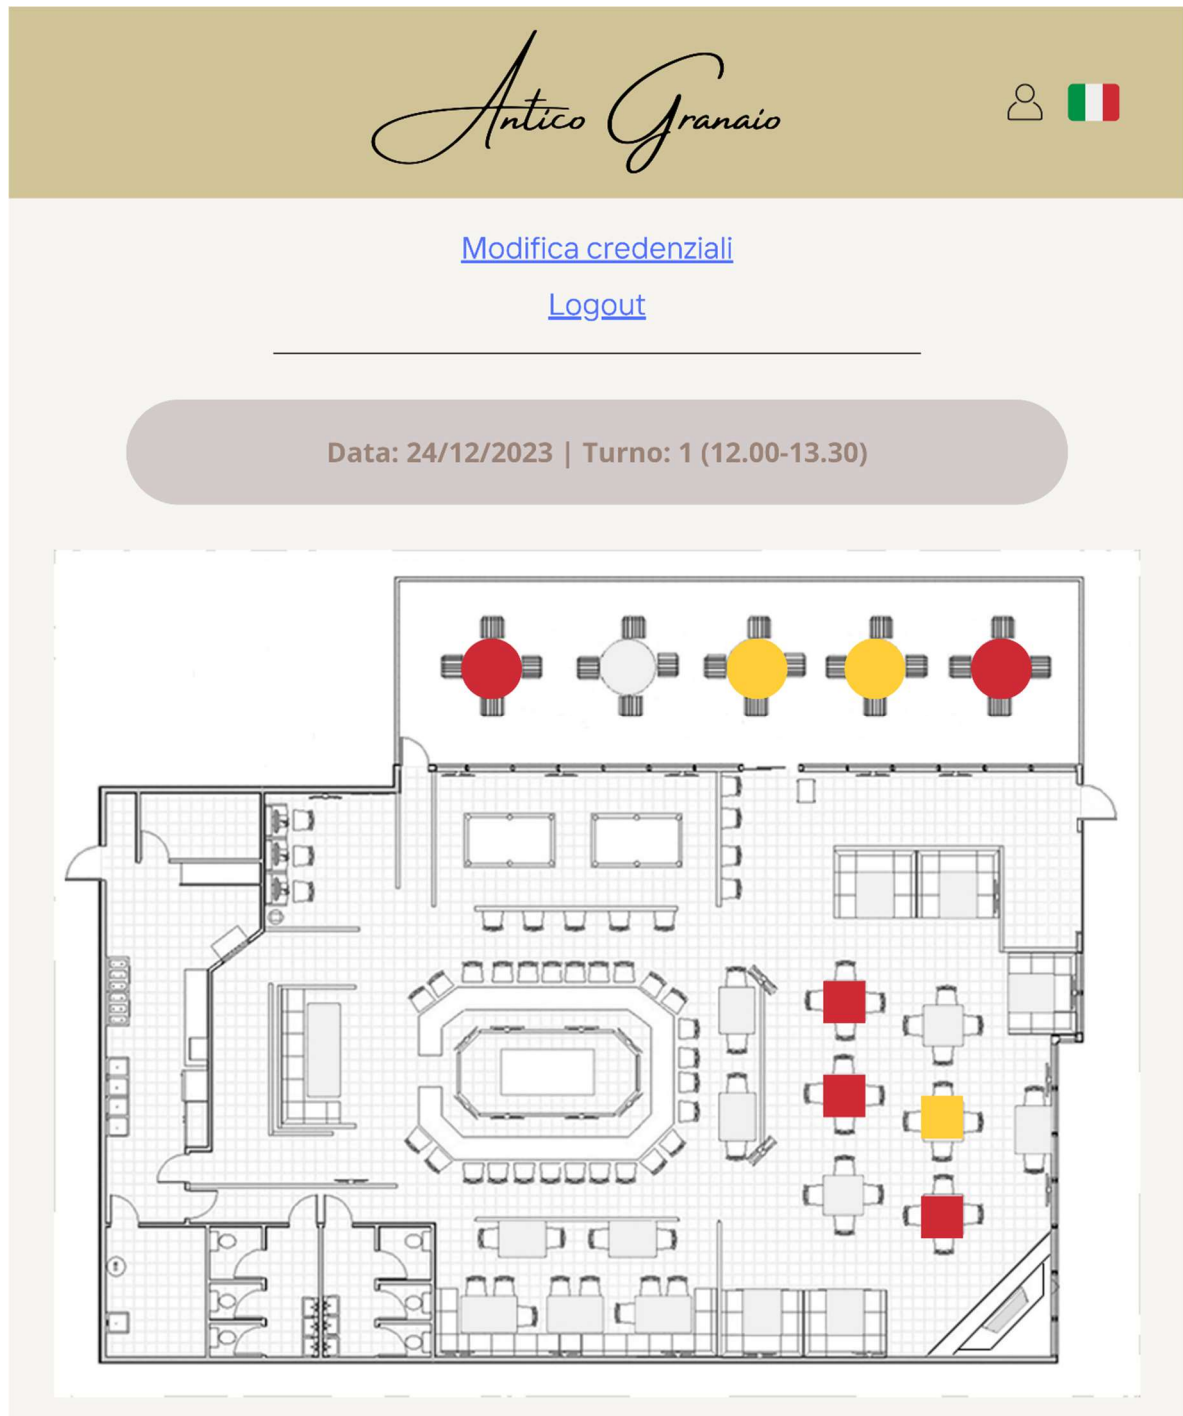 Antico Granaio
Modifica credenziali
Logout
Data: 24/12/2023 | Turno: 1 (12.00-13.30)